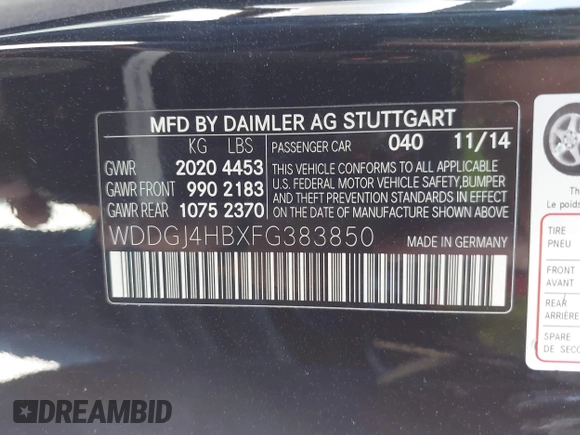 MFD BY DAIMLER AG STUTTGART
KG LBS PASSENGER CAR 040 11/14
GVWR 2020 4453 THIS VEHICLE CONFORMS TO ALL APPLICABLE
GAWR FRONT 990 2183 U.S. FEDERAL MOTOR VEHICLE SAFETY, BUMPER
AND THEFT PREVENTION STANDARDS IN EFFECT
GAWR REAR 1075 2370 ON THE DATE OF MANUFACTURE SHOWN ABOVE
WDDGJ4HBXFG383850 MADE IN GERMANY
The
Le poids
TIRE
PNEU
FRONT
AVANT
REAR
ARRIÈRE
SPARE
DE
DREAMBID